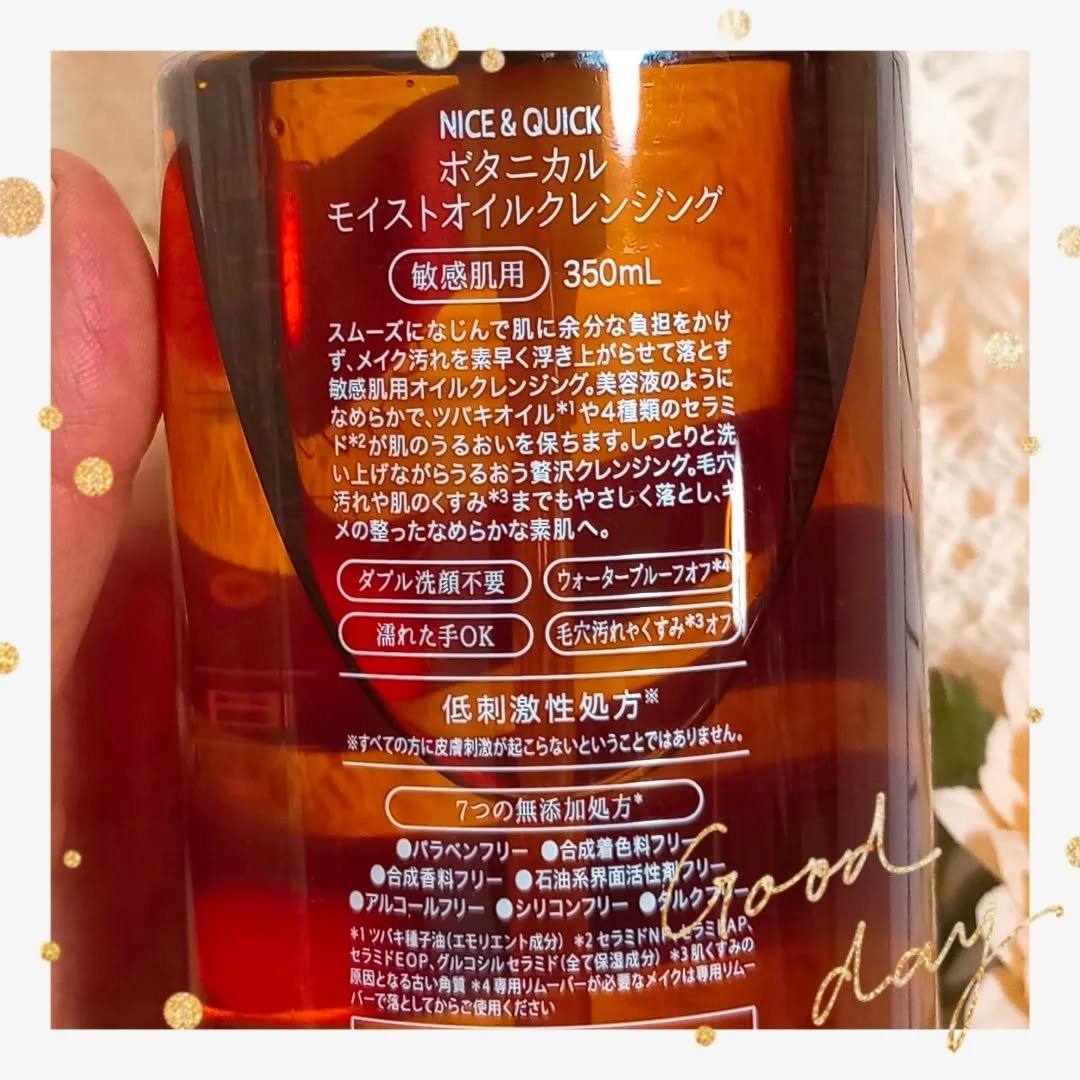 NICE & QUICK
ボタニカル
モイストオイルクレンジング
敏感肌用 350mL
スムーズになじんで肌に余分な負担をかけ
ず、メイク汚れを素早く浮き上がらせて落とす
敏感肌用オイルクレンジング。美容液のように
なめらかで、ツバキオイル*1や4種類のセラミ
ド*2が肌のうるおいを保ちます。しっとりと洗
い上げながらうるおう贅沢クレンジング。毛穴
汚れや肌のくすみ*3までもやさしく落とし、キ
メの整ったなめらかな素肌へ。
ダブル洗顔不要 ウォータープルーフオフ*4
濡れた手OK 毛穴汚れやくすみ*3オフ
低刺激性処方※
※すべての方に皮膚刺激が起こらないということではありません。
7つの無添加処方*
●パラベンフリー ●合成着色料フリー
●合成香料フリー ●石油系界面活性剤フリー
●アルコールフリー ●シリコンフリー ●タルクフリー
*1 ツバキ種子油(エモリエント成分) *2 セラミドNP、セラミドAP、
セラミドEOP、グルコシルセラミド(全て保湿成分) *3 肌くすみの
原因となる古い角質 *4 専用リムーバーが必要なメイクは専用リムー
バーで落としてからご使用ください
Good
day